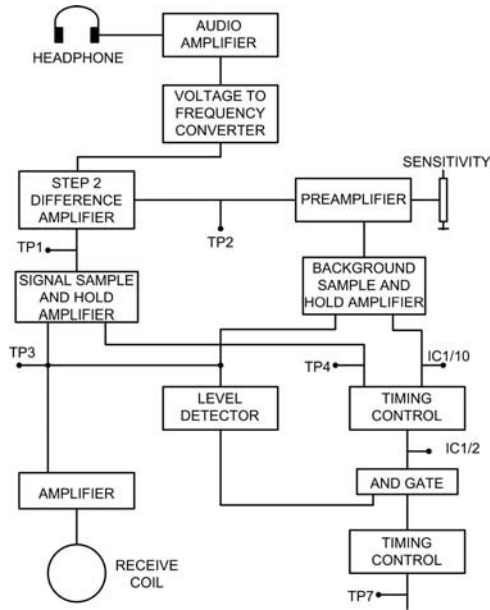 AUDIO
AMPLIFIER
HEADPHONE
VOLTAGE TO
FREQUENCY
CONVERTER
SENSITIVITY
STEP 2
DIFFERENCE
AMPLIFIER
PREAMPLIFIER
TP1
TP2
SIGNAL SAMPLE
AND HOLD
AMPLIFIER
BACKGROUND
SAMPLE AND
HOLD AMPLIFIER
TP3
TP4
IC1/10
LEVEL
DETECTOR
TIMING
CONTROL
IC1/2
AMPLIFIER
AND GATE
RECEIVE
COIL
TIMING
CONTROL
TP7